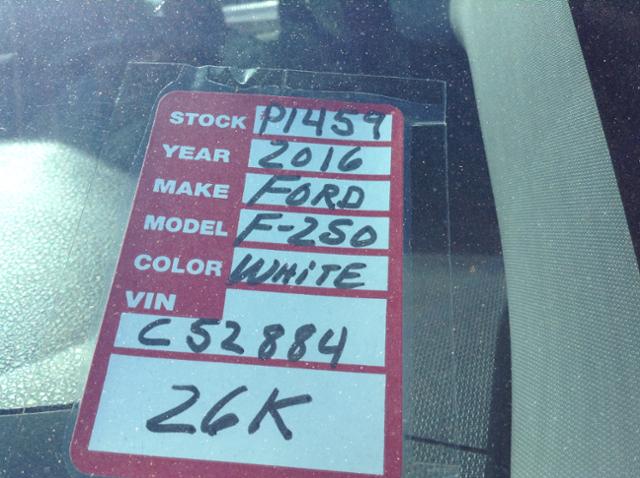 STOCK P1459
YEAR 2016
MAKE FORD
MODEL F-250
COLOR WHITE
VIN
C52884
26K